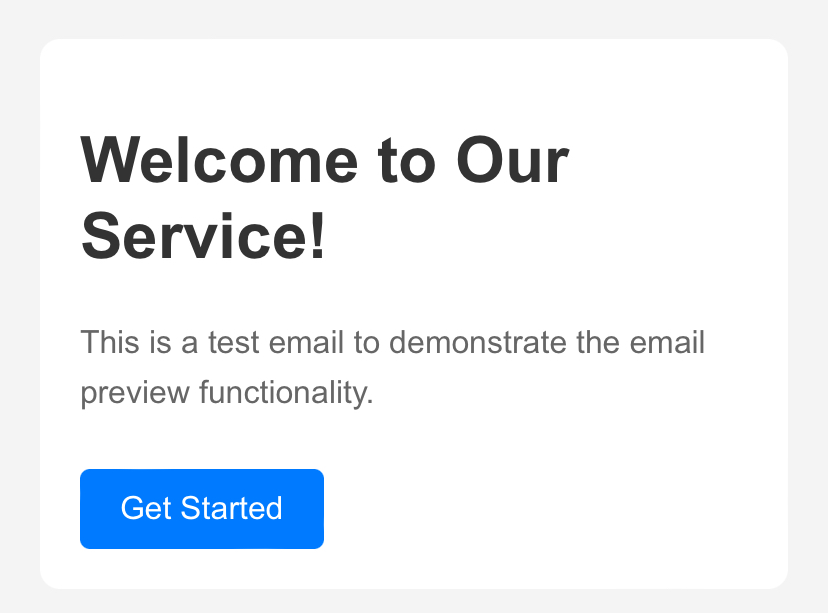 Welcome to Our
Service!
This is a test email to demonstrate the email
preview functionality.
Get Started